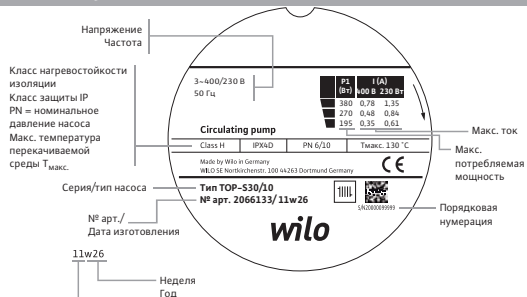 Напряжение
Частота
Класс нагревостойкости
изоляции
Класс защиты IP
PN = номинальное
давление насоса
Макс. температура
перекачиваемой
среды Tмакс.
Серия/тип насоса
№ арт./
Дата изготовления
11w26
Неделя
Год
3~400/230 В
50 Гц
P1 I (A)
(Вт) 400 В 230 Вт
380 0,78 1,35
270 0,48 0,84
195 0,35 0,61
Circulating pump
Class H IPX4D PN 6/10 Тмакс. 130 °C
Made by Wilo in Germany
WILO SE Nortkirchenstr. 100 44263 Dortmund Germany
CE
Тип TOP-S30/10
№ арт. 2066133/11w26
S/N20000099999
wilo
Макс. ток
Макс.
потребляемая
мощность
Порядковая
нумерация